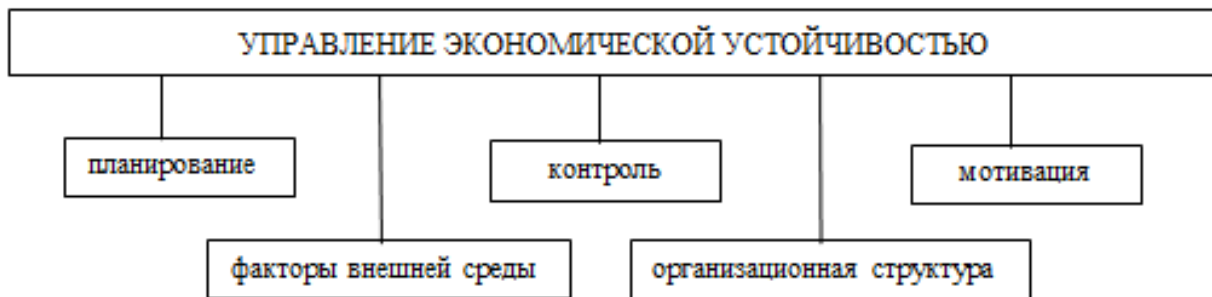 УПРАВЛЕНИЕ ЭКОНОМИЧЕСКОЙ УСТОЙЧИВОСТЬЮ
планирование
контроль
мотивация
факторы внешней среды
организационная структура